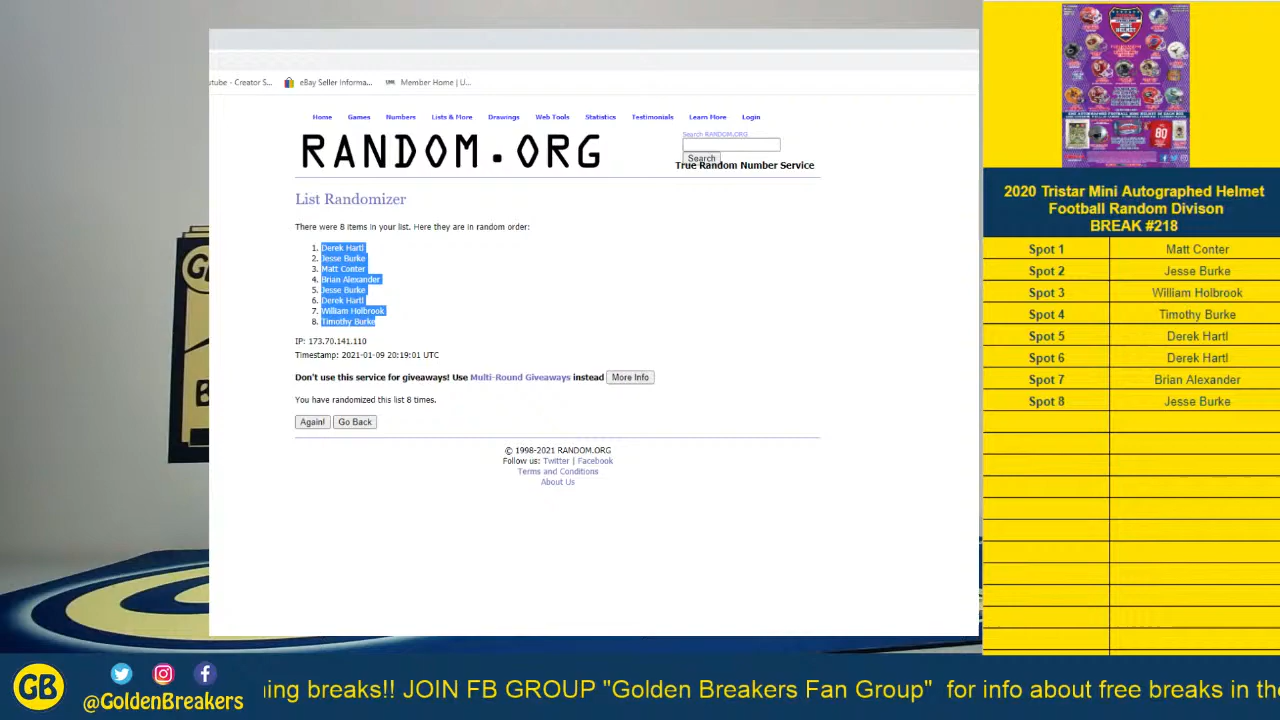 utube - Creator S... eBay Seller Informa... Member Home | U...
Home Games Numbers Lists & More Drawings Web Tools Statistics Testimonials Learn More Login
RANDOM.ORG
Search RANDOM.ORG
Search
True Random Number Service
List Randomizer
There were 8 items in your list. Here they are in random order:
1. Derek Hartl
2. Jesse Burke
3. Matt Conter
4. Brian Alexander
5. Jesse Burke
6. Derek Hartl
7. William Holbrook
8. Timothy Burke
IP: 173.70.141.110
Timestamp: 2021-01-09 20:19:01 UTC
Don't use this service for giveaways! Use Multi-Round Giveaways instead More Info
You have randomized this list 8 times.
Again! Go Back
© 1998-2021 RANDOM.ORG
Follow us: Twitter | Facebook
Terms and Conditions
About Us
2020 Tristar Mini Autographed Helmet
Football Random Divison
BREAK #218
Spot 1 Matt Conter
Spot 2 Jesse Burke
Spot 3 William Holbrook
Spot 4 Timothy Burke
Spot 5 Derek Hartl
Spot 6 Derek Hartl
Spot 7 Brian Alexander
Spot 8 Jesse Burke
GB
@GoldenBreakers
ning breaks!! JOIN FB GROUP "Golden Breakers Fan Group" for info about free breaks in the